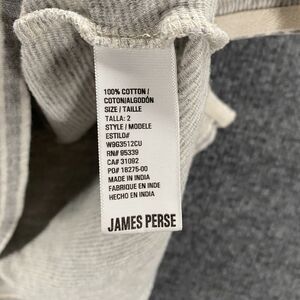 100% COTTON /
COTON/ALGODÓN
SIZE / TAILLE
TALLA: 2
STYLE / MODELE
ESTILO#
W9G3512CU
RN# 95339
CA# 31092
PO# 18275-00
MADE IN INDIA
FABRIQUE EN INDE
HECHO EN INDIA
JAMES PERSE